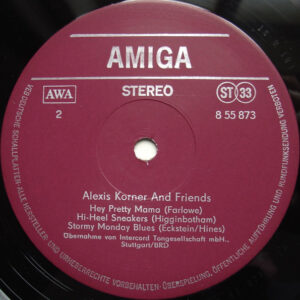 AMIGA
AWA
STEREO
ST 33
2
8 55 873
Alexis Korner And Friends
Hey Pretty Mama (Farlowe)
Hi-Heel Sneakers (Higginbotham)
Stormy Monday Blues (Eckstein/Hines)
Übernahme von Intercord Tongesellschaft mbH.,
Stuttgart/BRD
VEB DEUTSCHE SCHALLPLATTEN · ALLE HERSTELLER- UND URHEBERRECHTE VORBEHALTEN · ÜBERSPIELUNG, ÖFFENTLICHE AUFFÜHRUNG UND RUNDFUNKSENDUNG VERBOTEN